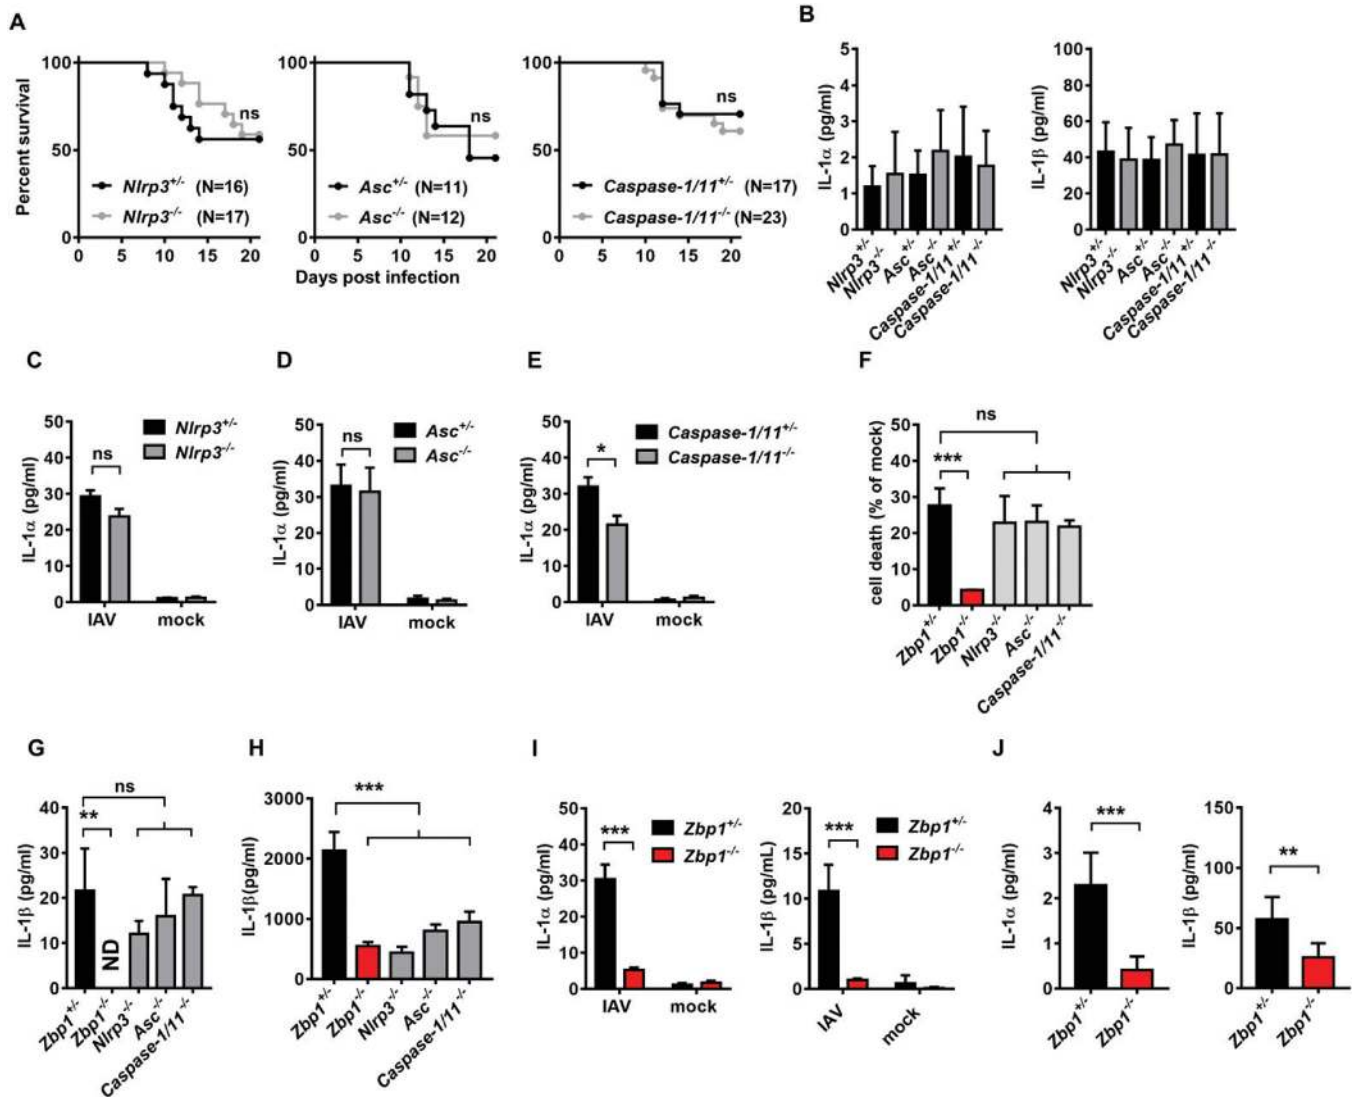 A
Percent survival
100
50
0
0 5 10 15 20
ns
Nlrp3+/- (N=16)
Nlrp3-/- (N=17)
100
50
0
0 5 10 15 20
ns
Asc+/- (N=11)
Asc-/- (N=12)
Days post infection
100
50
0
0 5 10 15 20
ns
Caspase-1/11+/- (N=17)
Caspase-1/11-/- (N=23)
B
IL-1α (pg/ml)
5
4
3
2
1
0
Nlrp3+/-
Nlrp3-/-
Asc+/-
Asc-/-
Caspase-1/11+/-
Caspase-1/11-/-
IL-1β (pg/ml)
100
80
60
40
20
0
Nlrp3+/-
Nlrp3-/-
Asc+/-
Asc-/-
Caspase-1/11+/-
Caspase-1/11-/-
C
IL-1α (pg/ml)
50
40
30
20
10
0
ns
Nlrp3+/-
Nlrp3-/-
IAV mock
D
IL-1α (pg/ml)
50
40
30
20
10
0
ns
Asc+/-
Asc-/-
IAV mock
E
IL-1α (pg/ml)
50
40
30
20
10
0
*
Caspase-1/11+/-
Caspase-1/11-/-
IAV mock
F
cell death (% of mock)
50
40
30
20
10
0
ns
***
Zbp1+/-
Zbp1-/-
Nlrp3-/-
Asc-/-
Caspase-1/11-/-
G
IL-1β (pg/ml)
40
30
20
10
0
ns
**
ND
Zbp1+/-
Zbp1-/-
Nlrp3-/-
Asc-/-
Caspase-1/11-/-
H
IL-1β(pg/ml)
3000
2000
1000
0
***
Zbp1+/-
Zbp1-/-
Nlrp3-/-
Asc-/-
Caspase-1/11-/-
I
IL-1α (pg/ml)
50
40
30
20
10
0
***
Zbp1+/-
Zbp1-/-
IAV mock
IL-1β (pg/mL)
20
15
10
5
0
***
Zbp1+/-
Zbp1-/-
IAV
mock
J
IL-1α (pg/ml)
4
3
2
1
0
***
Zbp1+/-
Zbp1-/-
IL-1β (pg/ml)
150
100
50
0
**
Zbp1+/-
Zbp1-/-